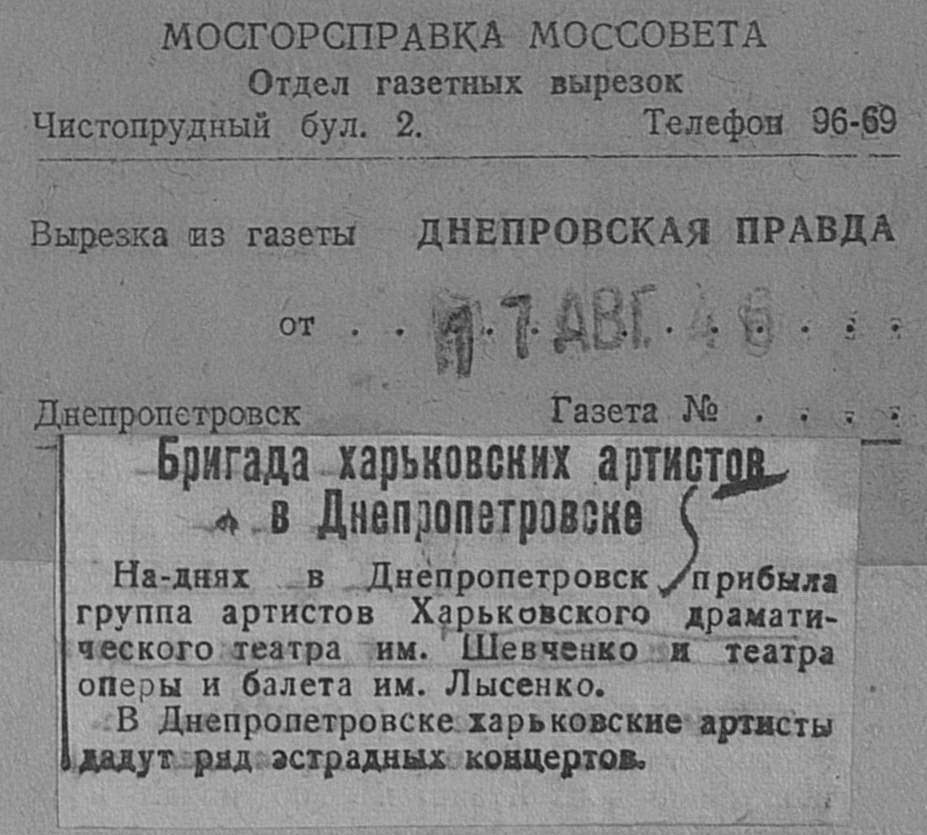 МОСГОРСПРАВКА МОССОВЕТА
Отдел газетных вырезок
Чистопрудный бул. 2. Телефон 96-69
Вырезка из газеты ДНЕПРОВСКАЯ ПРАВДА
от . . 17 АВГ. 46 . . .
Днепропетровск Газета № . . . .
Бригада харьковских артистов
в Днепропетровске
На-днях в Днепропетровск прибыла
группа артистов Харьковского драмати-
ческого театра им. Шевченко и театра
оперы и балета им. Лысенко.
В Днепропетровске харьковские артисты
дадут ряд эстрадных концертов.